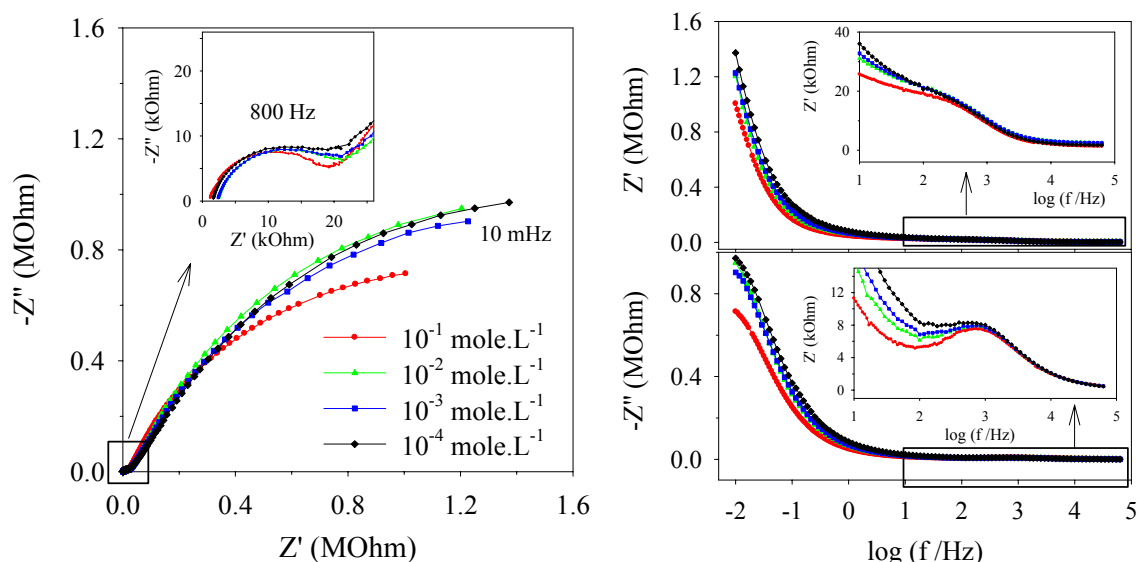 -Z" (MOhm)
1.6
1.2
0.8
0.4
0.0
0.0
0.4
0.8
1.2
1.6
Z' (MOhm)
10 mHz
10⁻¹ mole.L⁻¹
10⁻² mole.L⁻¹
10⁻³ mole.L⁻¹
10⁻⁴ mole.L⁻¹
-Z" (kOhm)
20
10
0
800 Hz
0
10
20
Z' (kOhm)
Z' (MOhm)
1.6
1.2
0.8
0.4
0.0
Z' (kOhm)
40
20
0
1
2
3
4
5
log (f /Hz)
-Z" (MOhm)
0.8
0.4
0.0
Z' (kOhm)
12
8
4
0
1
2
3
4
5
log (f /Hz)
-2
-1
0
1
2
3
4
5
log (f /Hz)